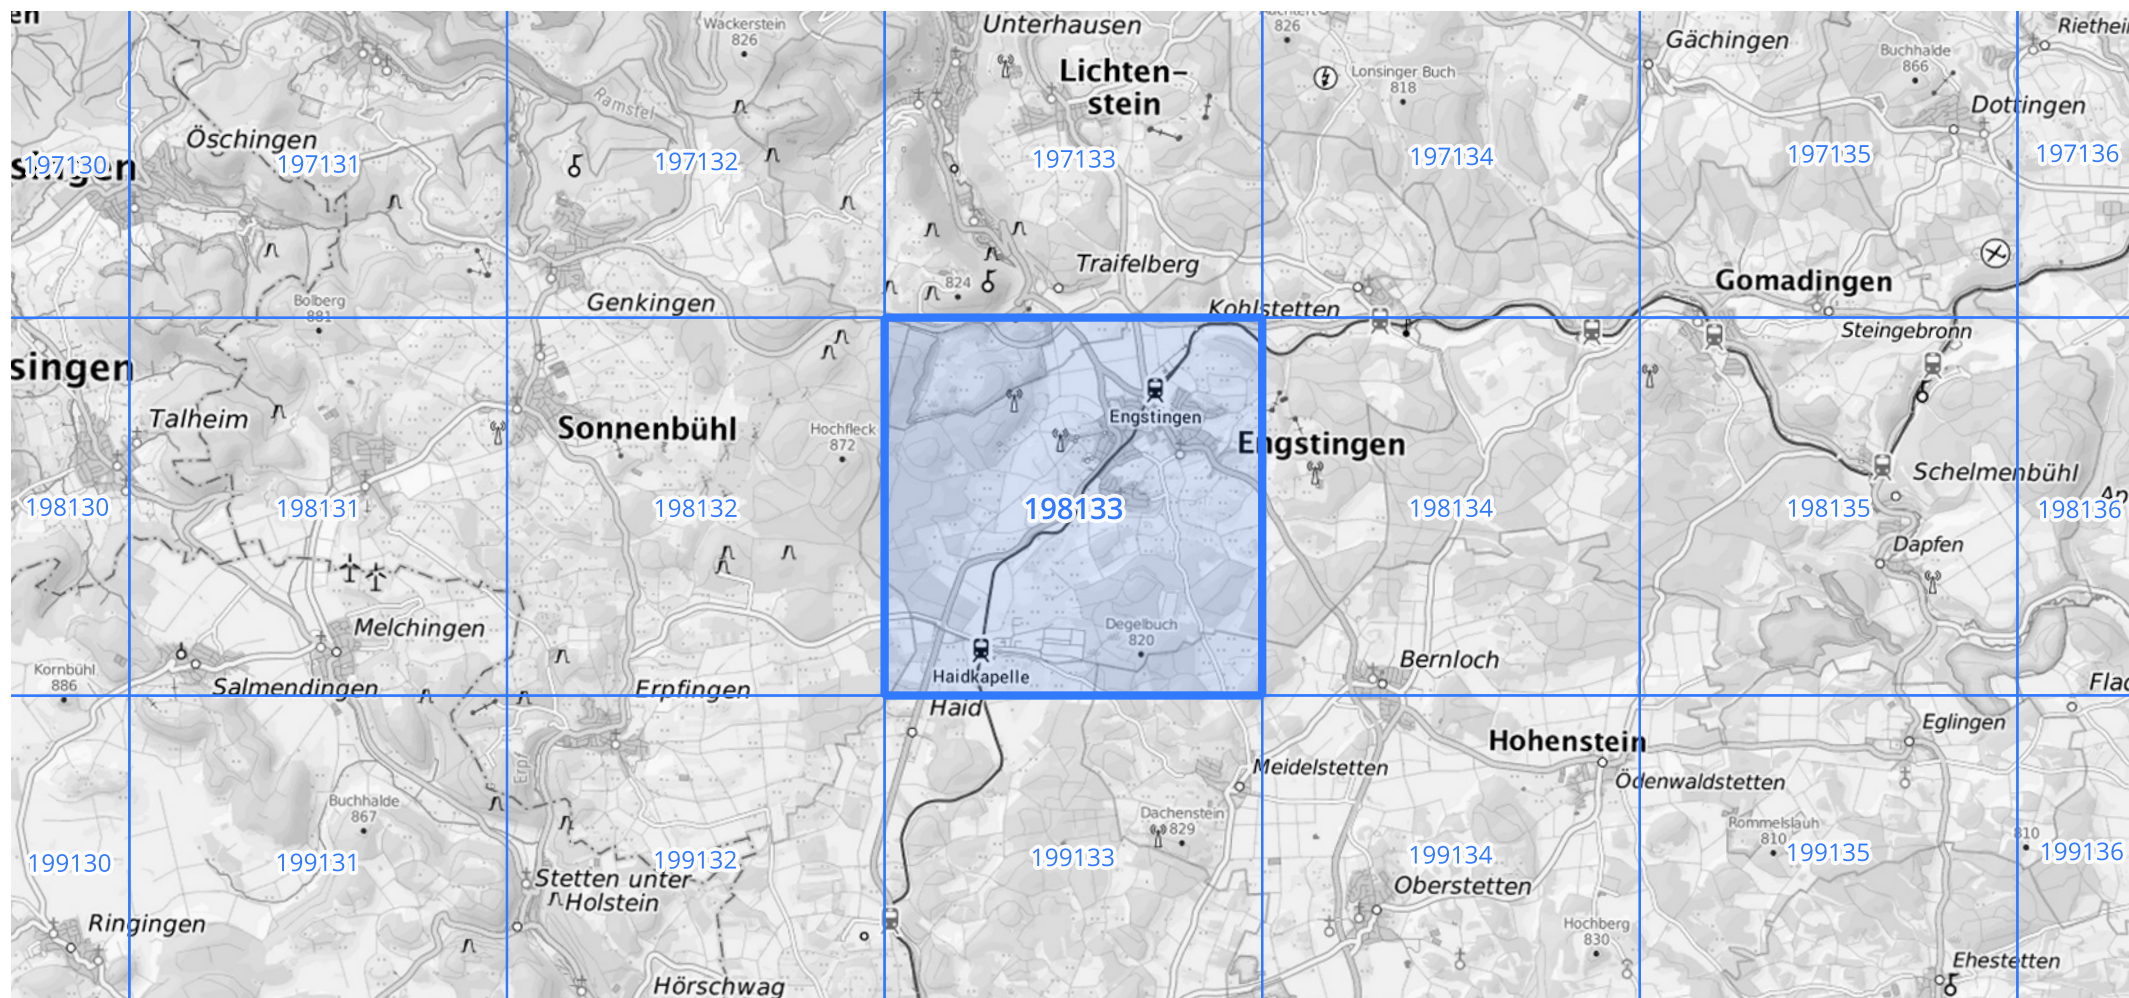 Unterhausen
Wackerstein
826
826
Gächingen
Riethei
Buchhalde
866
Lichten-
stein
Lonsinger Buch
818
Ramstel
Dottingen
Öschingen
singen
197130
197131
197132
197133
197134
197135
197136
Traifelberg
Gomadingen
824
Bolberg
881
Genkingen
Kohlstetten
Steingebronn
singen
Talheim
Sonnenbühl
Hochfleck
872
Engstingen
Engstingen
Schelmenbühl
198130
198131
198132
198133
198134
198135
198136
Dapfen
Melchingen
Degelbuch
820
Bernloch
Kornbühl
886
Salmendingen
Erpfingen
Haidkapelle
Flad
Haid
Eglingen
Hohenstein
Erpf
Meidelstetten
Ödenwaldstetten
Buchhalde
867
Dachenstein
829
Rommelslauh
810
810
199130
199131
199132
199133
199134
199135
199136
Stetten unter
Holstein
Oberstetten
Ringingen
Hochberg
830
Ehestetten
Hörschwag